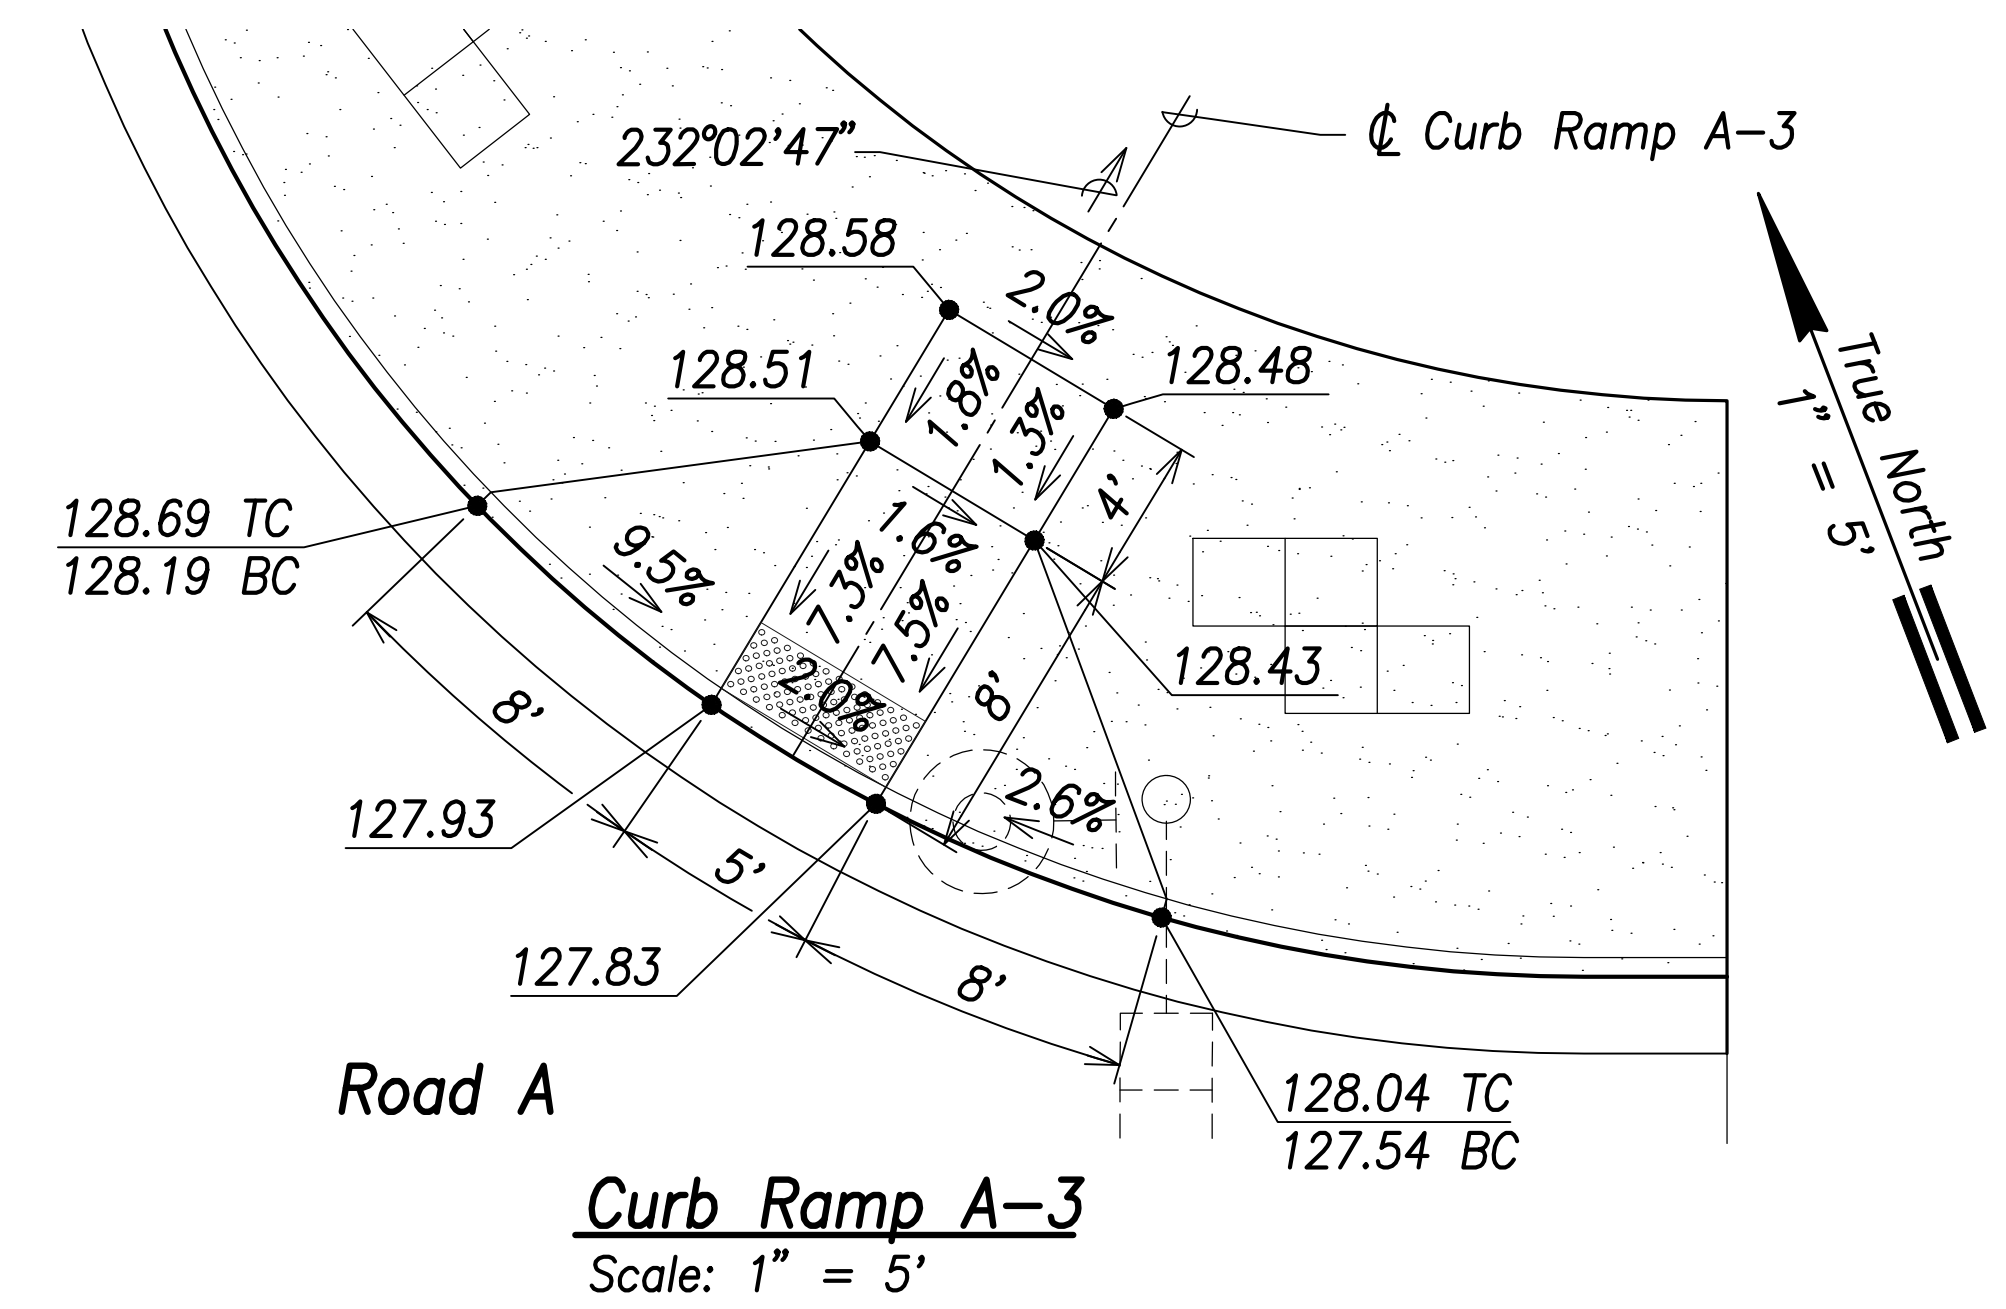 ℄ Curb Ramp A-3
232°02'47"
128.58
2.0%
128.48
128.51
1.8%
1.3%
True North
1" = 5'
4'
128.69 TC
128.19 BC
9.5%
1.6%
7.3%
7.5%
128.43
8'
2.0%
8'
127.93
2.6%
5'
127.83
8'
Road A
128.04 TC
127.54 BC
Curb Ramp A-3
Scale: 1" = 5'